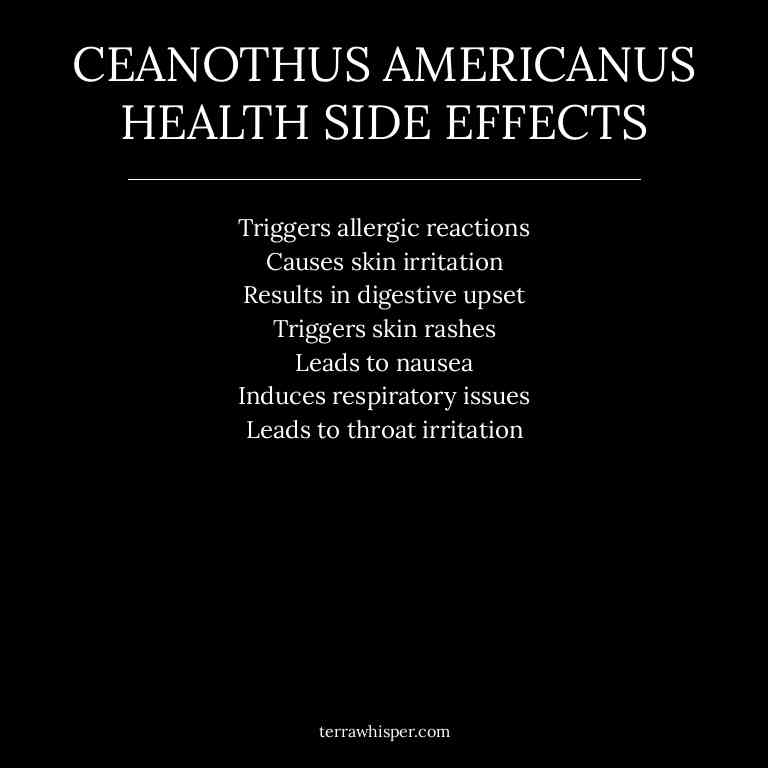 CEANOTHUS AMERICANUS
HEALTH SIDE EFFECTS
Triggers allergic reactions
Causes skin irritation
Results in digestive upset
Triggers skin rashes
Leads to nausea
Induces respiratory issues
Leads to throat irritation
terrawhisper.com